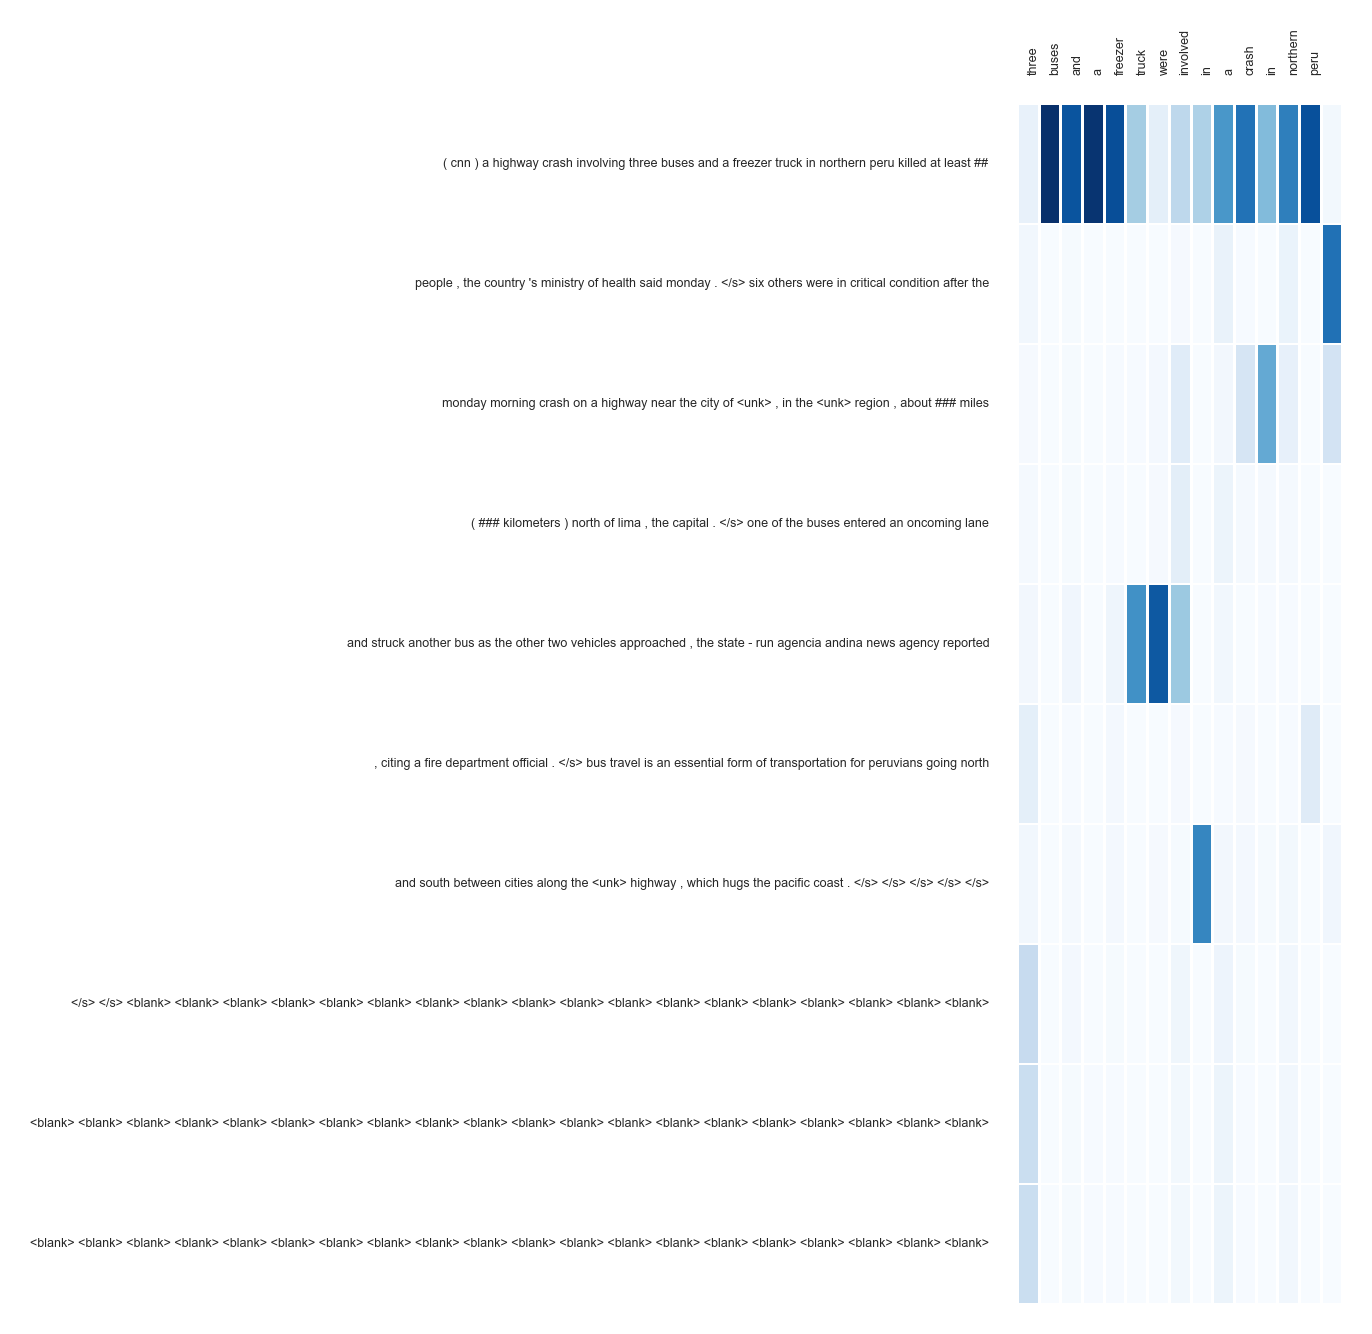 three buses and a freezer truck were involved in a crash in northern peru
( cnn ) a highway crash involving three buses and a freezer truck in northern peru killed at least ##
people , the country 's ministry of health said monday . </s> six others were in critical condition after the
monday morning crash on a highway near the city of <unk> , in the <unk> region , about ### miles
( ### kilometers ) north of lima , the capital . </s> one of the buses entered an oncoming lane
and struck another bus as the other two vehicles approached , the state - run agencia andina news agency reported
, citing a fire department official . </s> bus travel is an essential form of transportation for peruvians going north
and south between cities along the <unk> highway , which hugs the pacific coast . </s> </s> </s> </s> </s>
</s> </s> <blank> <blank> <blank> <blank> <blank> <blank> <blank> <blank> <blank> <blank> <blank> <blank> <blank> <blank> <blank> <blank> <blank> <blank>
<blank> <blank> <blank> <blank> <blank> <blank> <blank> <blank> <blank> <blank> <blank> <blank> <blank> <blank> <blank> <blank> <blank> <blank> <blank> <blank>
<blank> <blank> <blank> <blank> <blank> <blank> <blank> <blank> <blank> <blank> <blank> <blank> <blank> <blank> <blank> <blank> <blank> <blank> <blank> <blank>